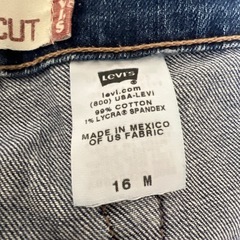 CUT
LEVI'S
Levi's
levi.com
(800) USA-LEVI
99% COTTON
1% LYCRA® SPANDEX
MADE IN MEXICO
OF US FABRIC
16 M